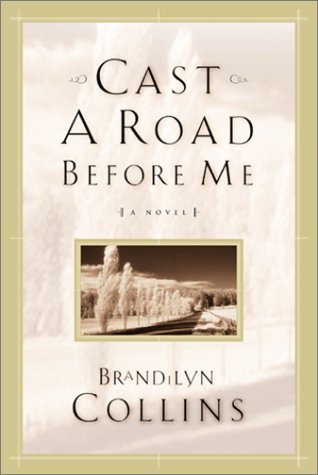 CAST
A ROAD
BEFORE ME
A NOVEL
BRANDILYN
COLLINS